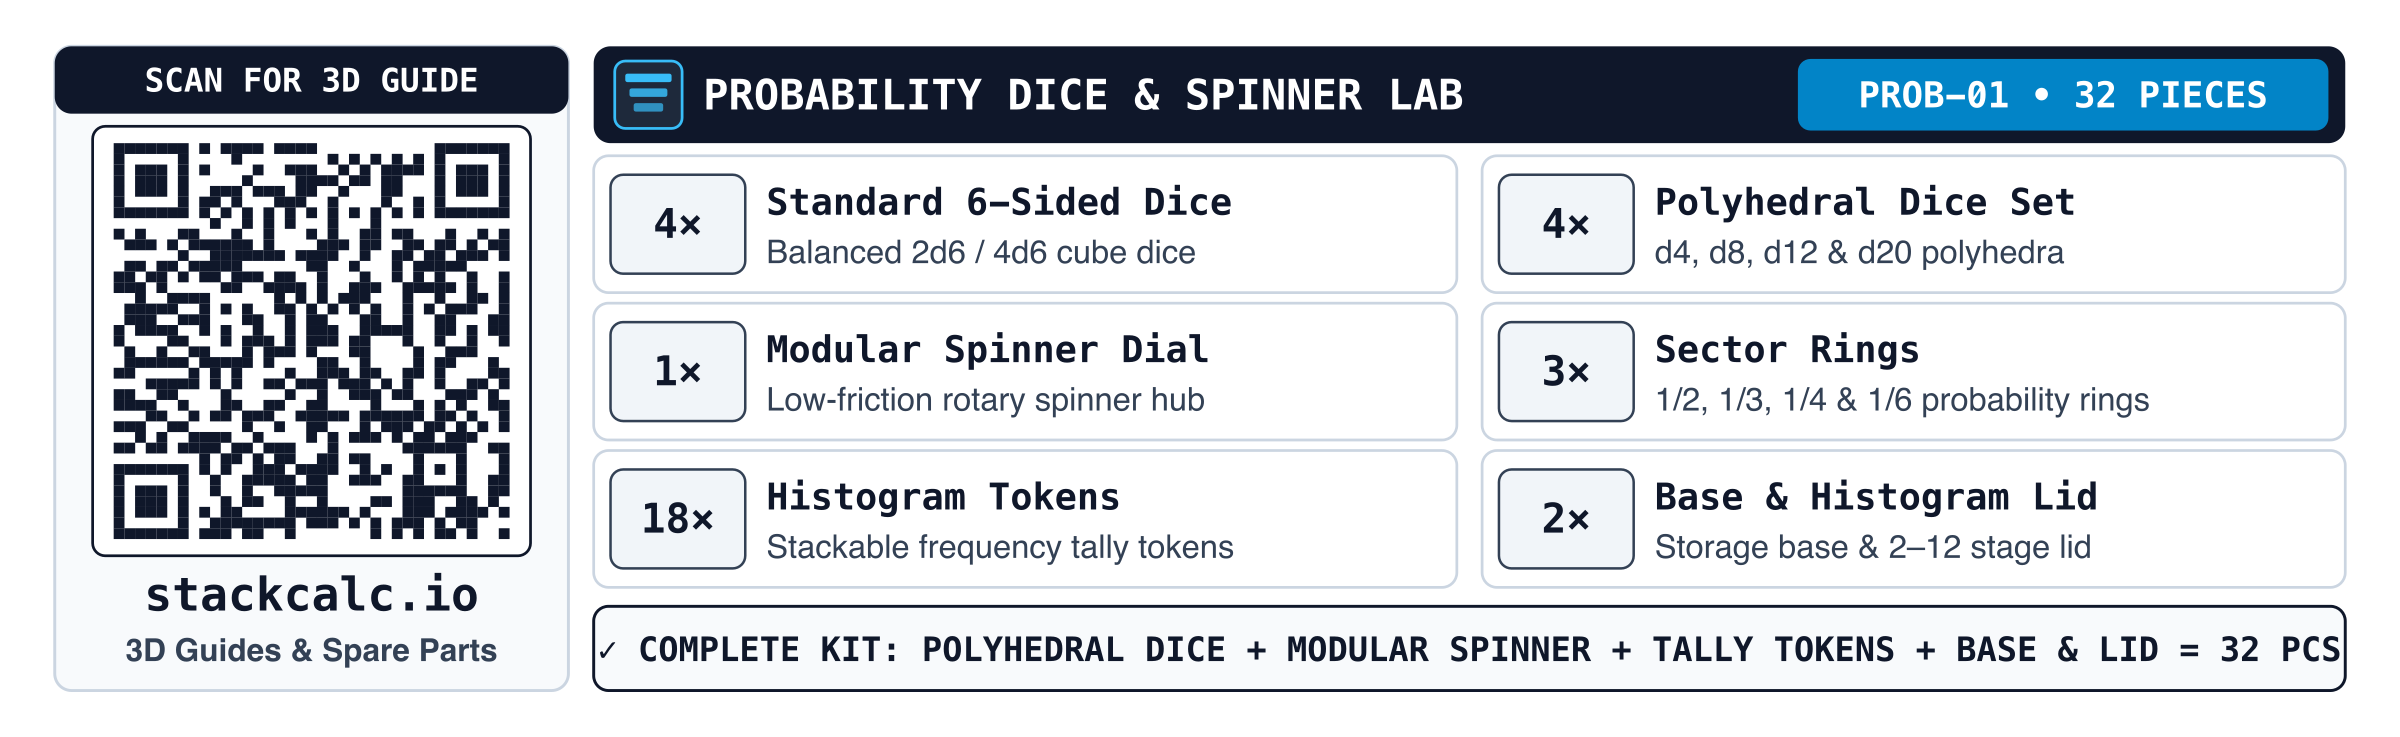 SCAN FOR 3D GUIDE
stackcalc.io
3D Guides & Spare Parts
PROBABILITY DICE & SPINNER LAB
PROB–01 • 32 PIECES
4×
Standard 6–Sided Dice
Balanced 2d6 / 4d6 cube dice
4×
Polyhedral Dice Set
d4, d8, d12 & d20 polyhedra
1×
Modular Spinner Dial
Low-friction rotary spinner hub
3×
Sector Rings
1/2, 1/3, 1/4 & 1/6 probability rings
18×
Histogram Tokens
Stackable frequency tally tokens
2×
Base & Histogram Lid
Storage base & 2–12 stage lid
✓ COMPLETE KIT: POLYHEDRAL DICE + MODULAR SPINNER + TALLY TOKENS + BASE & LID = 32 PCS